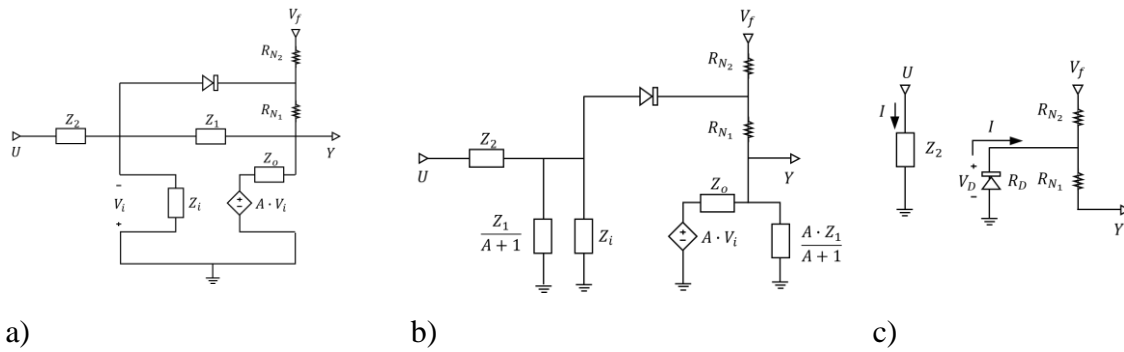 V_f
R_{N_2}
R_{N_1}
Z_2
Z_1
U
Y
Z_o
V_i
Z_i
A · V_i
−
+
+
−
a)
V_f
R_{N_2}
R_{N_1}
Z_2
U
Y
Z_o
Z_1
A + 1
Z_i
A · V_i
+
−
A · Z_1
A + 1
b)
U
V_f
I
I
R_{N_2}
Z_2
+
V_D
−
R_D
R_{N_1}
Y
c)